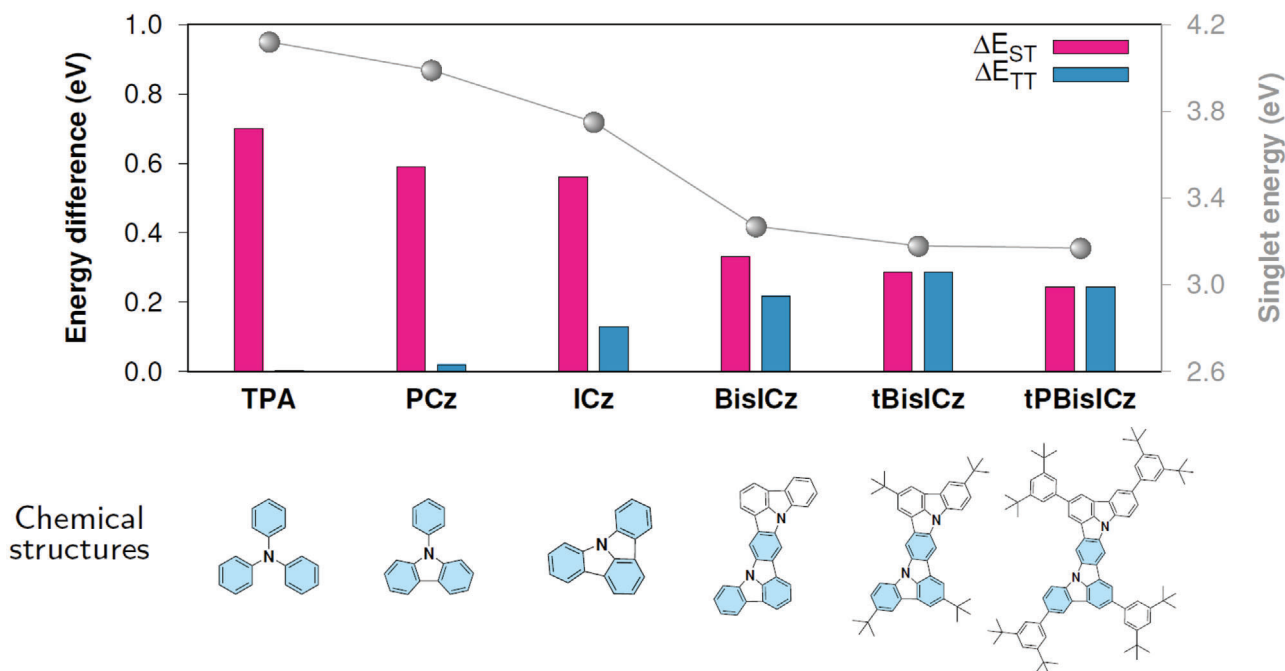 1.0
0.8
0.6
0.4
0.2
0.0
Energy difference (eV)
ΔE_ST
ΔE_TT
4.2
3.8
3.4
3.0
2.6
Singlet energy (eV)
TPA PCz ICz BisICz tBisICz tPBisICz
Chemical
structures
N
N
N
N
N
N
N
N
N